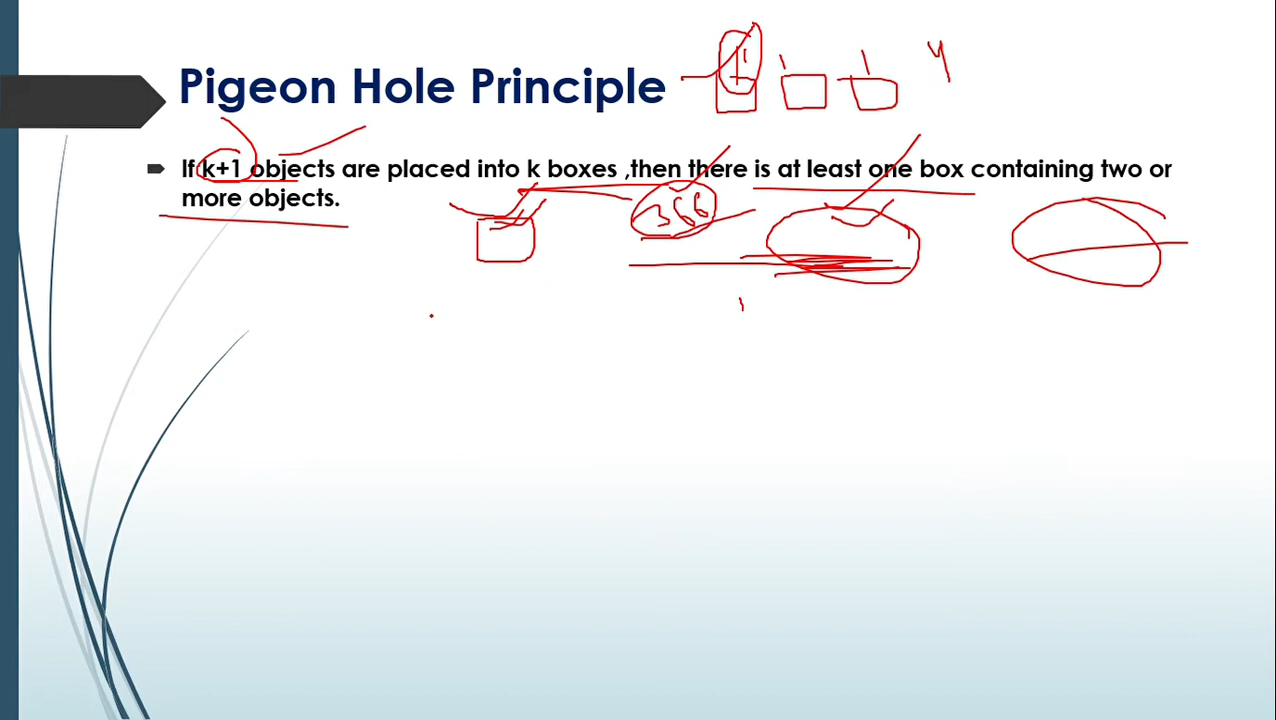 Pigeon Hole Principle
If k+1 objects are placed into k boxes ,then there is at least one box containing two or
more objects.
366